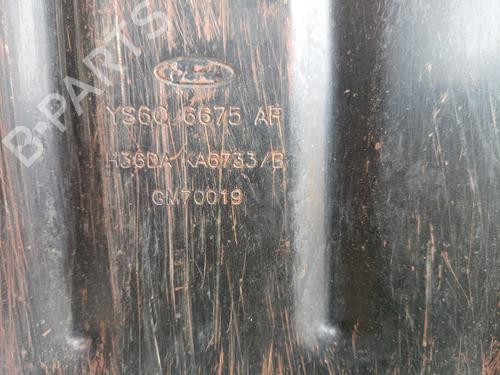 B-PARTS
Ford
YS6Q 6675 AF
H36DA KA6733/B
GM70019